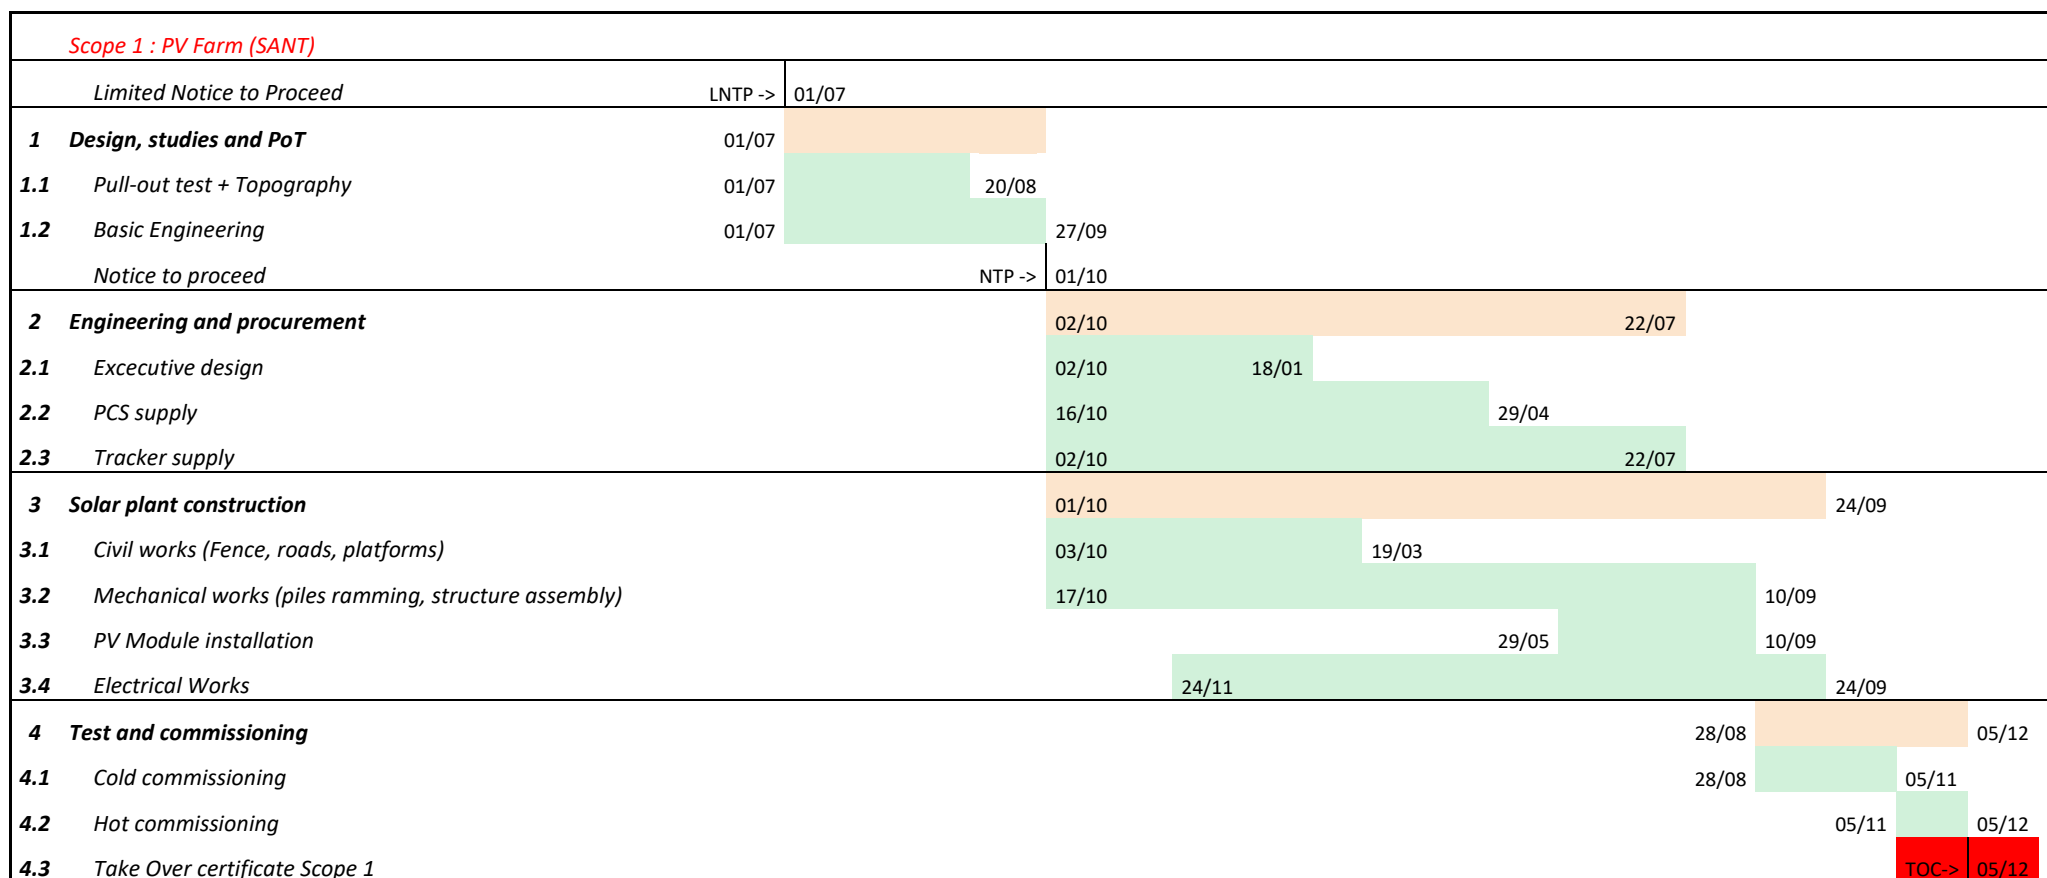 Scope 1 : PV Farm (SANT)
Limited Notice to Proceed LNTP -> 01/07
1 Design, studies and PoT 01/07
1.1 Pull-out test + Topography 01/07 20/08
1.2 Basic Engineering 01/07 27/09
Notice to proceed NTP -> 01/10
2 Engineering and procurement 02/10 22/07
2.1 Excecutive design 02/10 18/01
2.2 PCS supply 16/10 29/04
2.3 Tracker supply 02/10 22/07
3 Solar plant construction 01/10 24/09
3.1 Civil works (Fence, roads, platforms) 03/10 19/03
3.2 Mechanical works (piles ramming, structure assembly) 17/10 10/09
3.3 PV Module installation 29/05 10/09
3.4 Electrical Works 24/11 24/09
4 Test and commissioning 28/08 05/12
4.1 Cold commissioning 28/08 05/11
4.2 Hot commissioning 05/11 05/12
4.3 Take Over certificate Scope 1 TOC-> 05/12